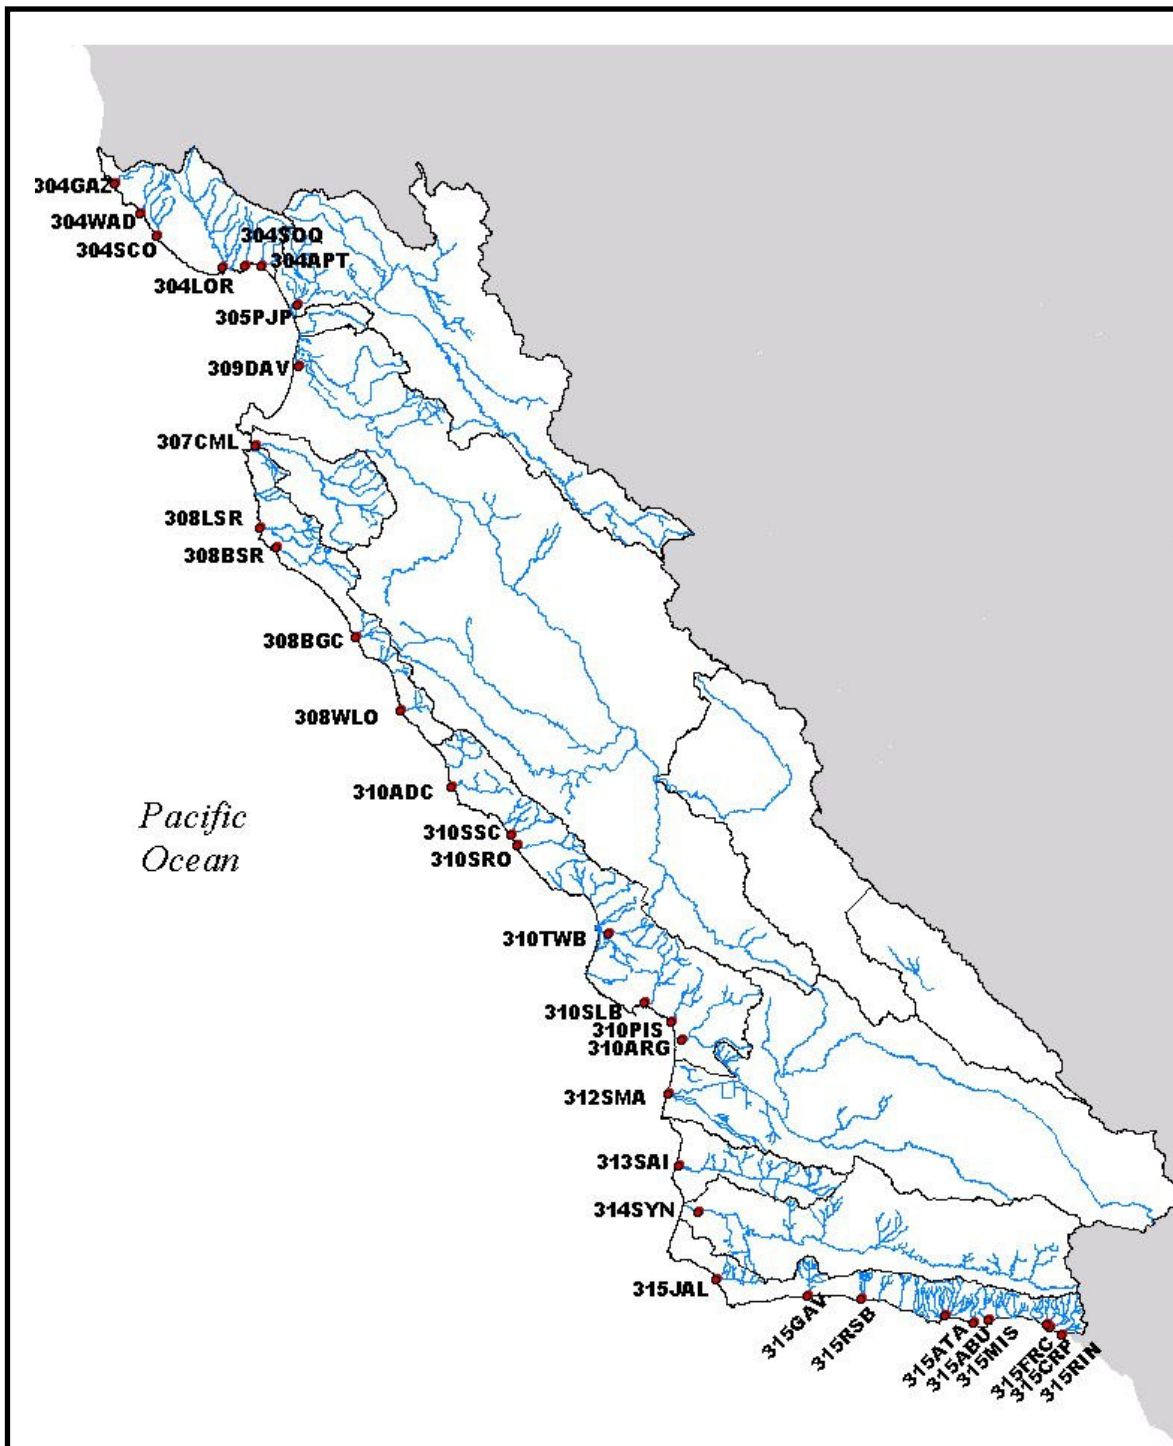 304GAZ
304WAD
304SCO
304SOQ
304APT
304LOR
305PJP
309DAV
307CML
308LSR
308BSR
308BGC
308WLO
310ADC
Pacific
Ocean
310SSC
310SRO
310TWB
310SLB
310PIS
310ARG
312SMA
313SAI
314SYN
315JAL
315GAV
315RSB
315ATA
315ABU
315MIS
315FRC
315CRP
315RIN